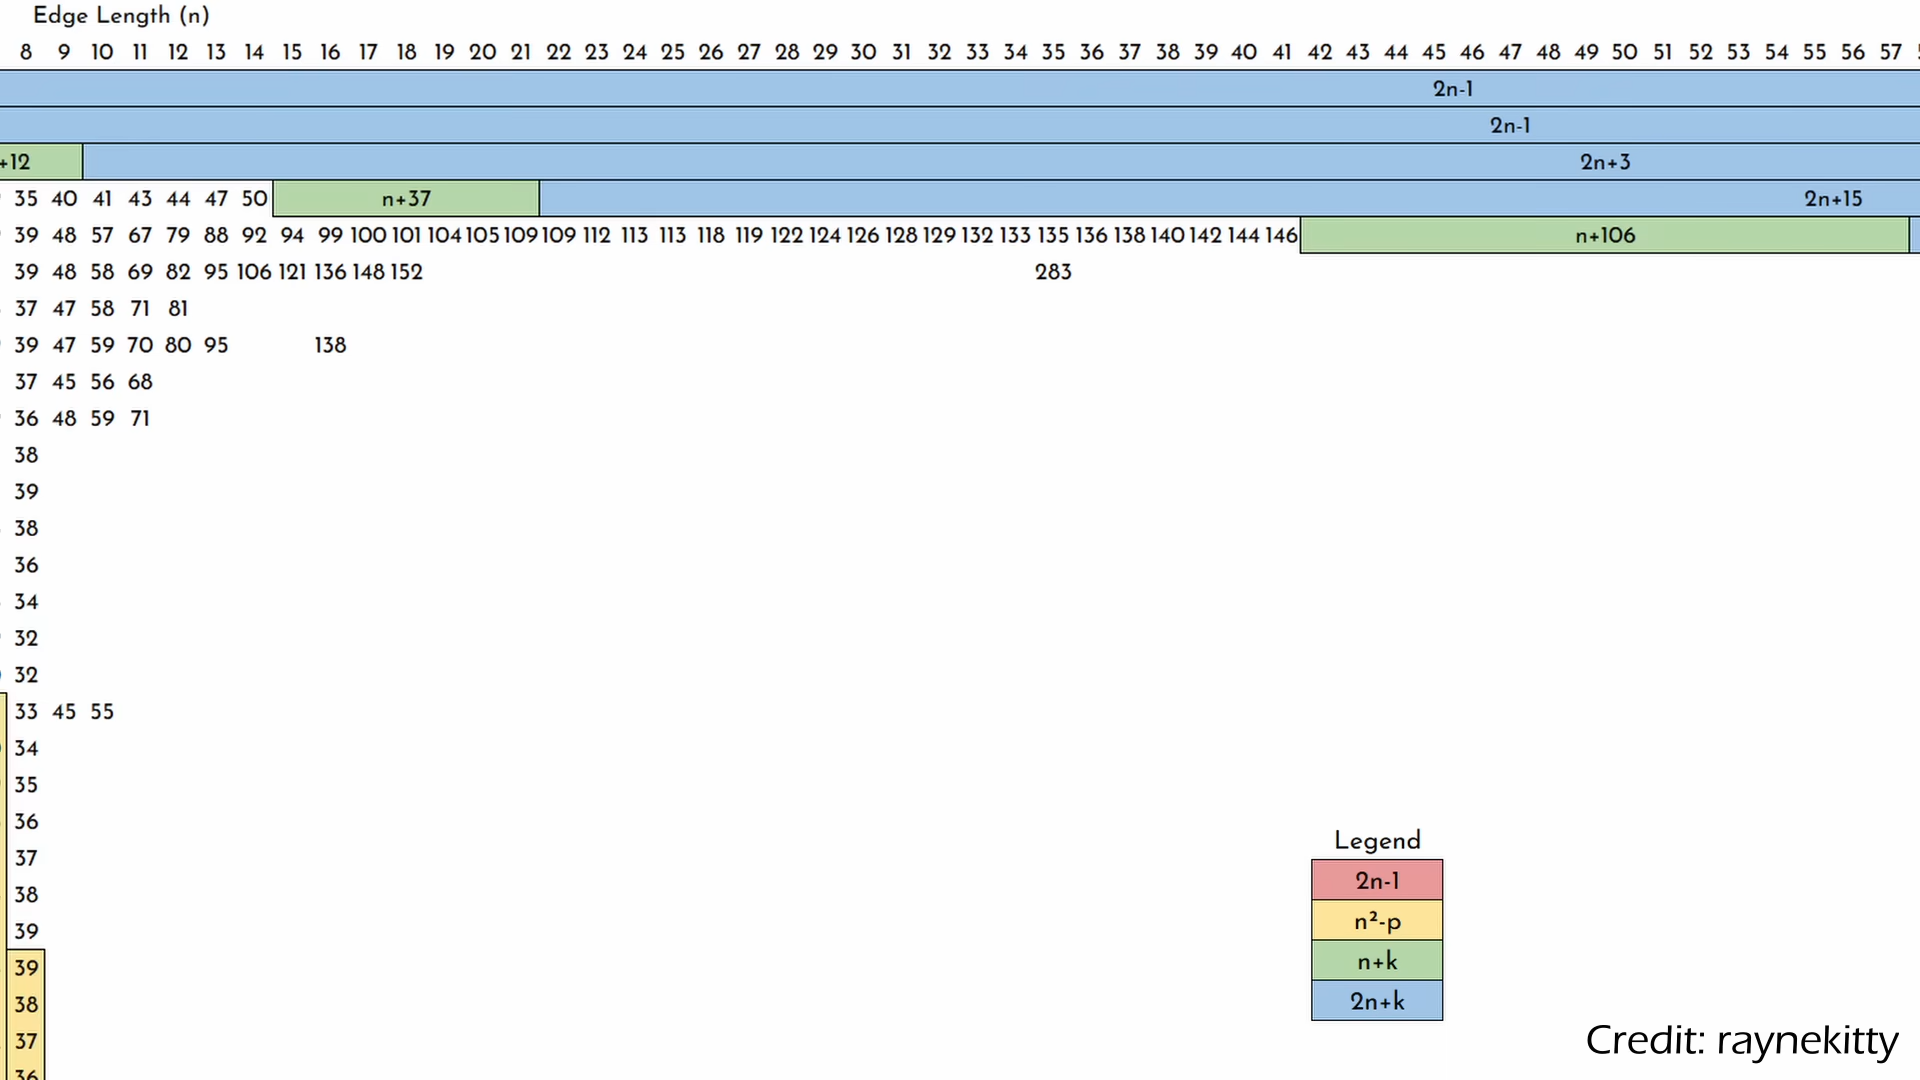 Edge Length (n)
8 9 10 11 12 13 14 15 16 17 18 19 20 21 22 23 24 25 26 27 28 29 30 31 32 33 34 35 36 37 38 39 40 41 42 43 44 45 46 47 48 49 50 51 52 53 54 55 56 57
2n-1
2n-1
+12 2n+3
35 40 41 43 44 47 50 n+37 2n+15
39 48 57 67 79 88 92 94 99 100 101 104 105 109 109 112 113 113 118 119 122 124 126 128 129 132 133 135 136 138 140 142 144 146 n+106
39 48 58 69 82 95 106 121 136 148 152 283
37 47 58 71 81
39 47 59 70 80 95 138
37 45 56 68
36 48 59 71
38
39
38
36
34
32
32
33 45 55
34
35
36
37
38
39
39
38
37
36
Legend
2n-1
n²-p
n+k
2n+k
Credit: raynekitty